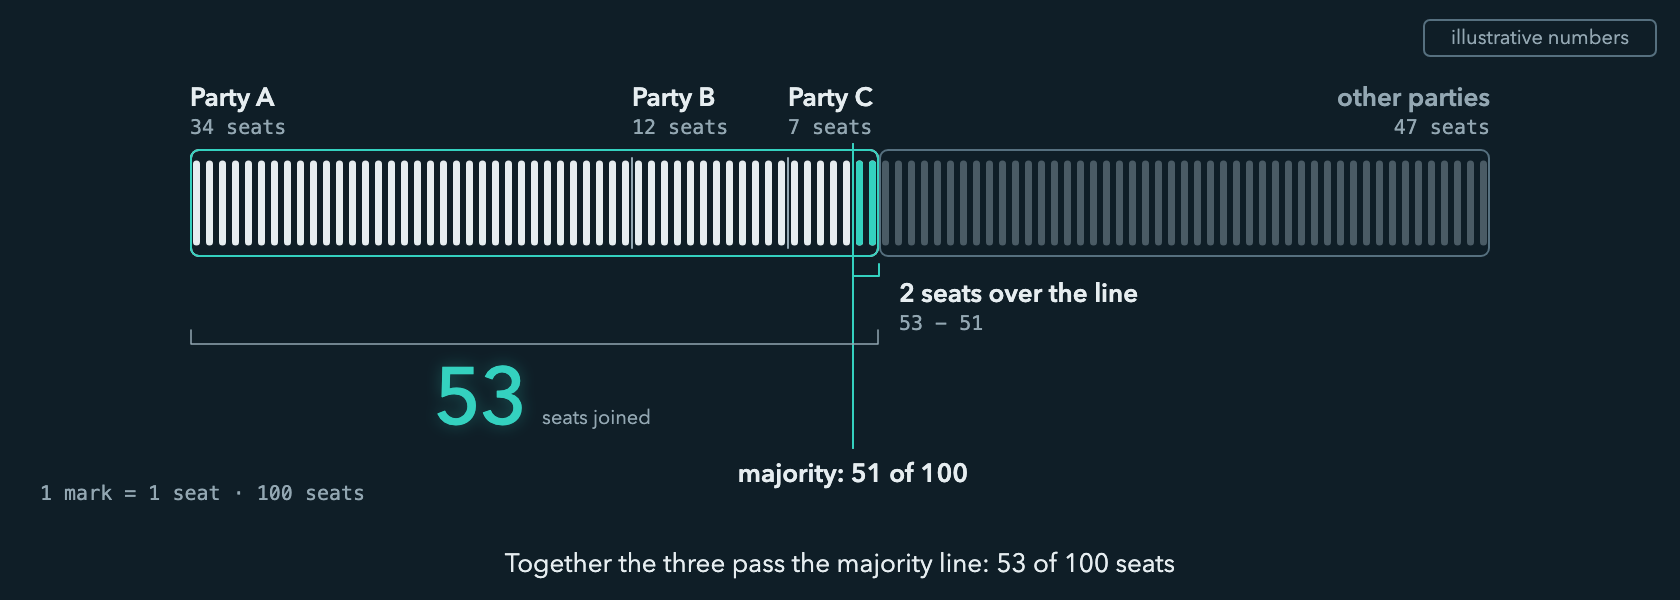 illustrative numbers
Party A
34 seats
Party B
12 seats
Party C
7 seats
other parties
47 seats
2 seats over the line
53 − 51
53 seats joined
majority: 51 of 100
1 mark = 1 seat · 100 seats
Together the three pass the majority line: 53 of 100 seats